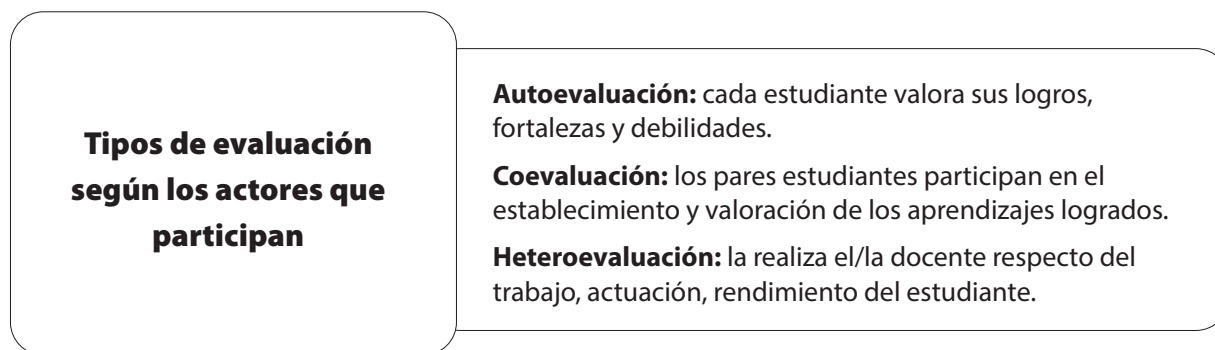 Tipos de evaluación
según los actores que
participan
Autoevaluación: cada estudiante valora sus logros,
fortalezas y debilidades.
Coevaluación: los pares estudiantes participan en el
establecimiento y valoración de los aprendizajes logrados.
Heteroevaluación: la realiza el/la docente respecto del
trabajo, actuación, rendimiento del estudiante.